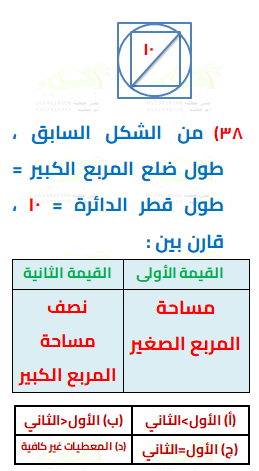 ١٠
٣٨) من الشكل السابق ،
طول ضلع المربع الكبير =
طول قطر الدائرة = ١٠ ،
قارن بين :
القيمة الأولى القيمة الثانية
مساحة المربع الصغير
نصف مساحة المربع الكبير
(أ) الأول>الثاني (ب) الأول<الثاني
(ج) الأول=الثاني (د) المعطيات غير كافية